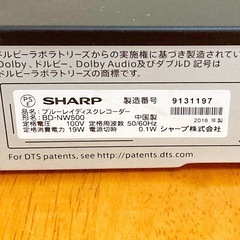 ドルビーラボラトリーズからの実施権に基づき製造されて
Dolby、ドルビー、Dolby Audio及びダブルD 記号は
ドルビーラボラトリーズの商標です。
PS E
SHARP 製造番号 9131197
品名：ブルーレイディスクレコーダー
形名：BD-NW500 中国製 2016 年製
定格電圧 100V 定格周波数 50/60Hz
定格消費電力 19W 電源切時 0.1W シャープ株式会社
For DTS patents, see http://patents.dts.com.